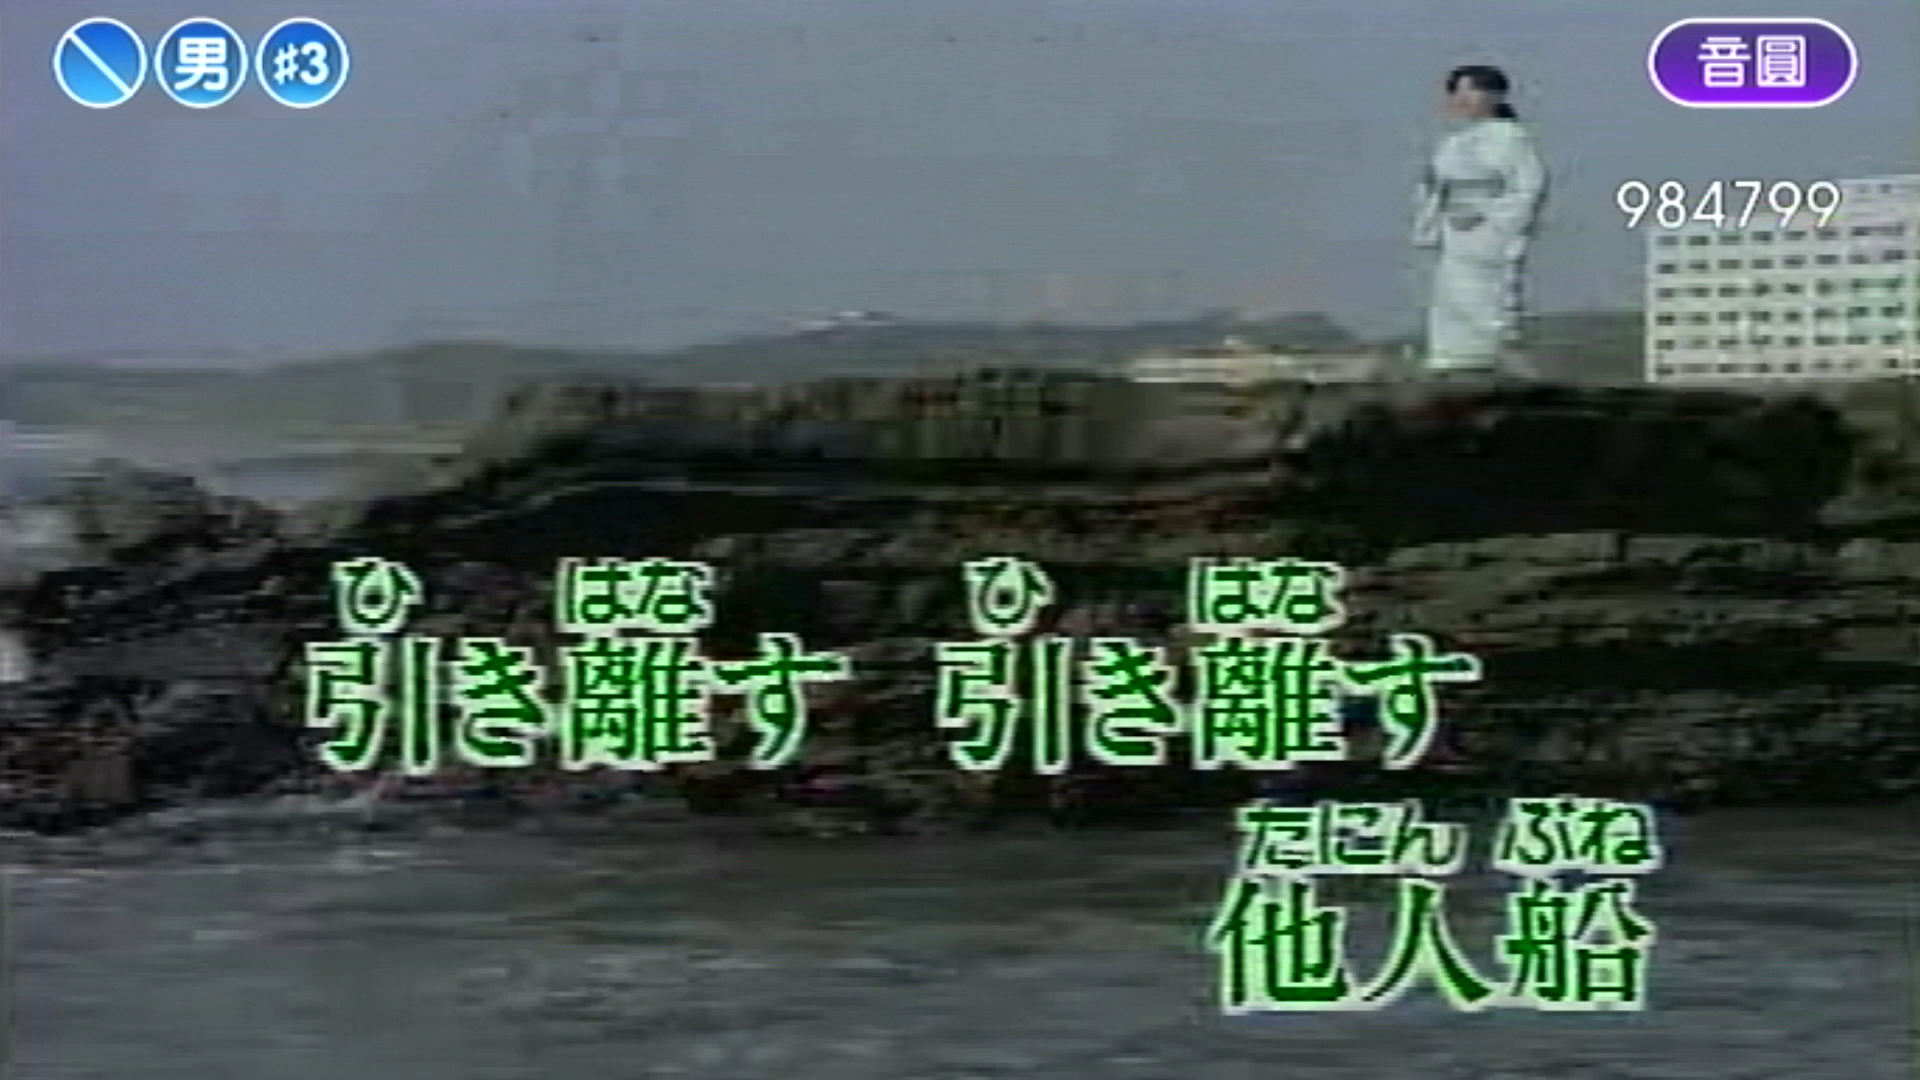 男 ♯3 音圓
984799
ひ はな ひ はな
引き離す 引き離す
たにん ぶね
他人船